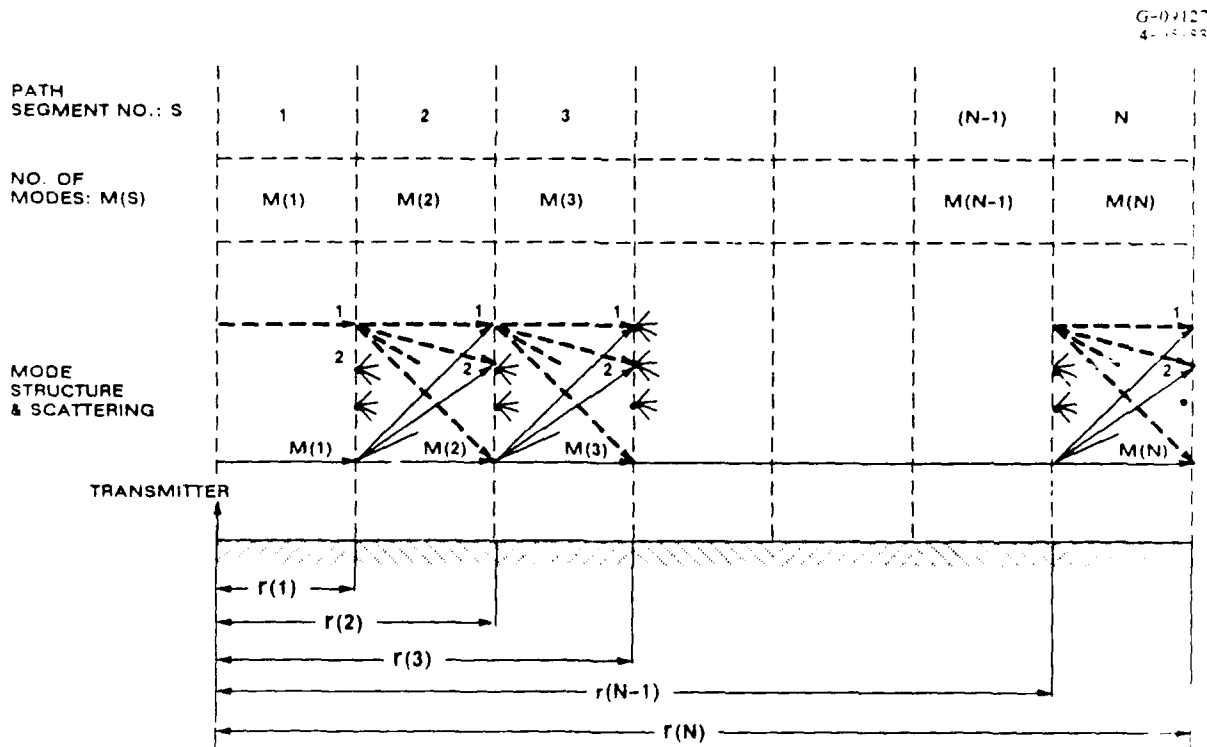 G-09127
PATH
SEGMENT NO.: S 1 2 3 (N-1) N
NO. OF
MODES: M(S) M(1) M(2) M(3) M(N-1) M(N)
1 1 1 1
2 2 2 2
MODE
STRUCTURE
& SCATTERING
M(1) M(2) M(3) M(N)
TRANSMITTER
r(1)
r(2)
r(3)
r(N-1)
r(N)